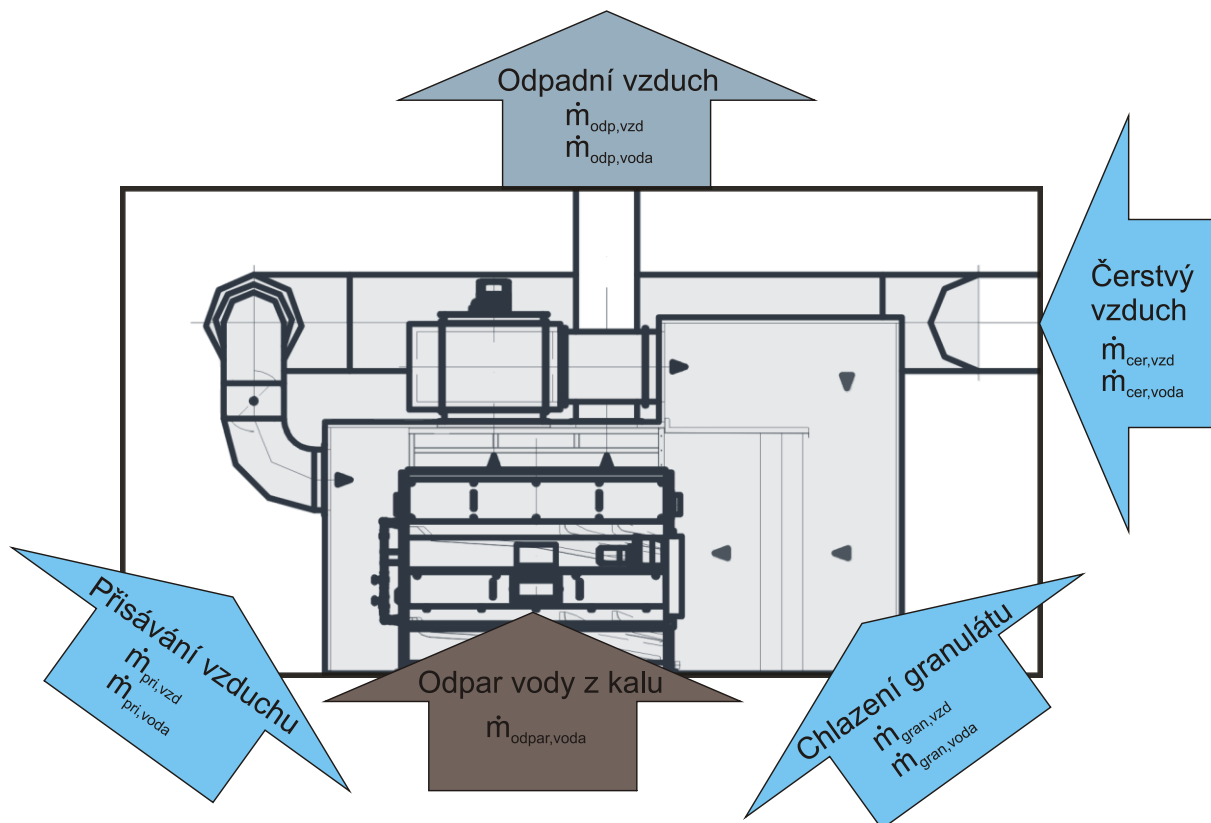 Odpadní vzduch
ṁodp,vzd
ṁodp,voda
Čerstvý
vzduch
ṁcer,vzd
ṁcer,voda
Přisávání vzduchu
ṁpri,vzd
ṁpri,voda
Odpar vody z kalu
ṁodpar,voda
Chlazení granulátu
ṁgran,vzd
ṁgran,voda